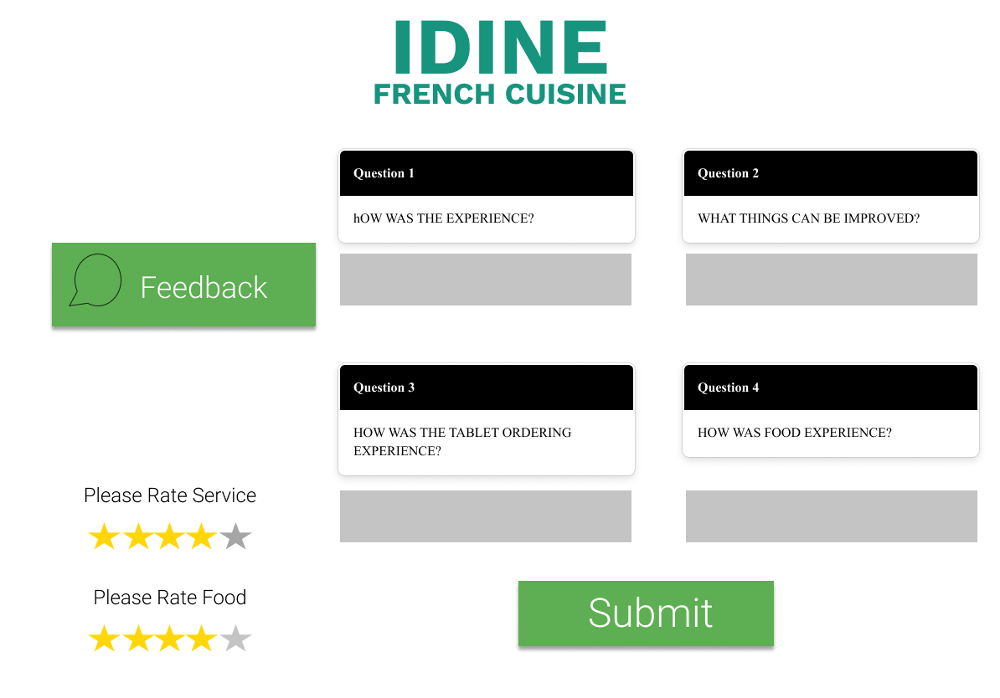 IDINE
FRENCH CUISINE
Question 1
hOW WAS THE EXPERIENCE?
Question 2
WHAT THINGS CAN BE IMPROVED?
Feedback
Question 3
HOW WAS THE TABLET ORDERING
EXPERIENCE?
Question 4
HOW WAS FOOD EXPERIENCE?
Please Rate Service
Please Rate Food
Submit